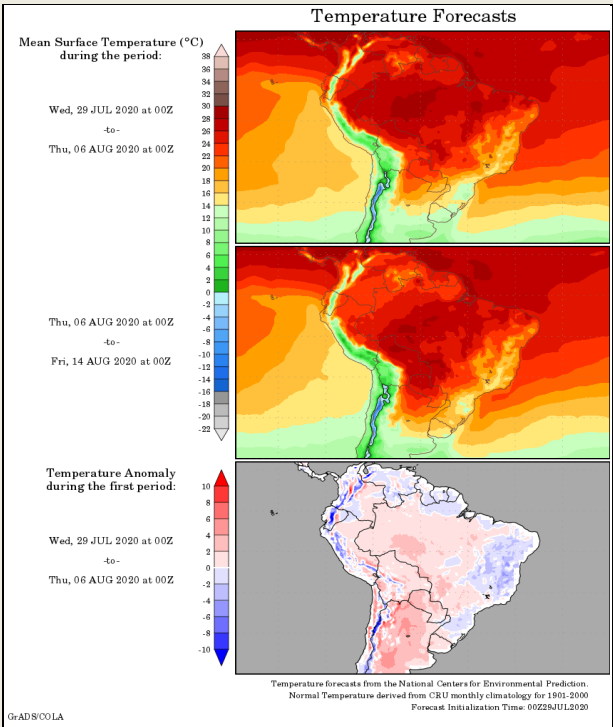 Temperature Forecasts
Mean Surface Temperature (°C)
during the period:
Wed, 29 JUL 2020 at 00Z
-to-
Thu, 06 AUG 2020 at 00Z
38
36
34
32
30
28
26
24
22
20
18
16
14
12
10
8
6
4
2
0
-2
-4
-6
-8
-10
-12
-14
-16
-18
-20
-22
Thu, 06 AUG 2020 at 00Z
-to-
Fri, 14 AUG 2020 at 00Z
Temperature Anomaly
during the first period:
Wed, 29 JUL 2020 at 00Z
-to-
Thu, 06 AUG 2020 at 00Z
10
8
6
4
2
0
-2
-4
-6
-8
-10
Temperature forecasts from the National Centers for Environmental Prediction.
Normal Temperature derived from CRU monthly climatology for 1901-2000
Forecast Initialization Time: 00Z29JUL2020
GrADS/COLA